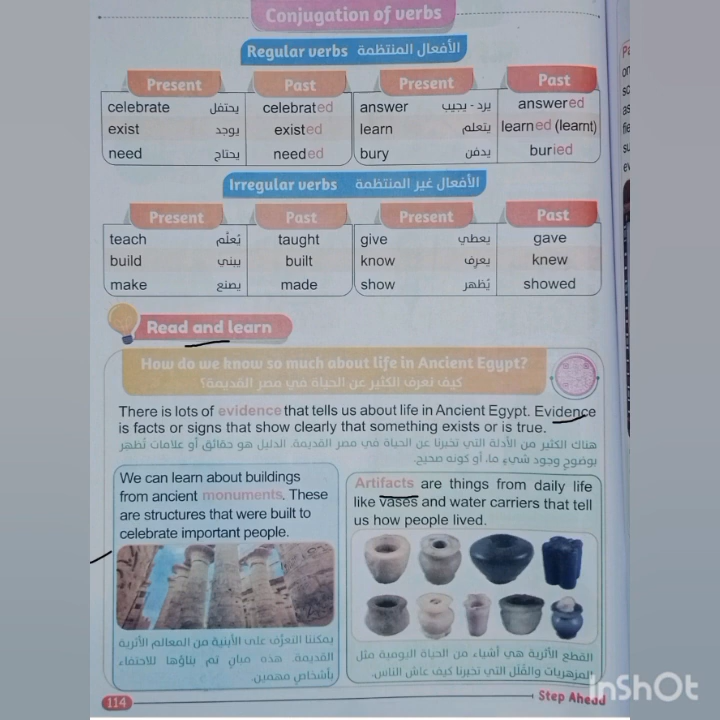 Conjugation of verbs
Regular verbs الأفعال المنتظمة
Present Past Present Past
celebrate يحتفل celebrated answer يرد - يجيب answered
exist يوجد existed learn يتعلم learned (learnt)
need يحتاج needed bury يدفن buried
Irregular verbs الأفعال غير المنتظمة
Present Past Present Past
teach يُعلّم taught give يعطي gave
build يبني built know يعرف knew
make يصنع made show يُظهر showed
Read and learn
How do we know so much about life in Ancient Egypt?
كيف نعرف الكثير عن الحياة في مصر القديمة؟
There is lots of evidence that tells us about life in Ancient Egypt. Evidence
is facts or signs that show clearly that something exists or is true.
هناك الكثير من الأدلة التي تخبرنا عن الحياة في مصر القديمة. الدليل هو حقائق أو علامات تُظهر
بوضوح وجود شيء ما، أو كونه صحيح.
We can learn about buildings
from ancient monuments. These
are structures that were built to
celebrate important people.
يمكننا التعرُّف على الأبنية من المعالم الأثرية
القديمة. هذه مبانٍ تم بناؤها للاحتفاء
بأشخاص مهمين.
Artifacts are things from daily life
like vases and water carriers that tell
us how people lived.
القطع الأثرية هي أشياء من الحياة اليومية مثل
المزهريات والقُلَل التي تخبرنا كيف عاش الناس.
114
Step Ahead
InShOt